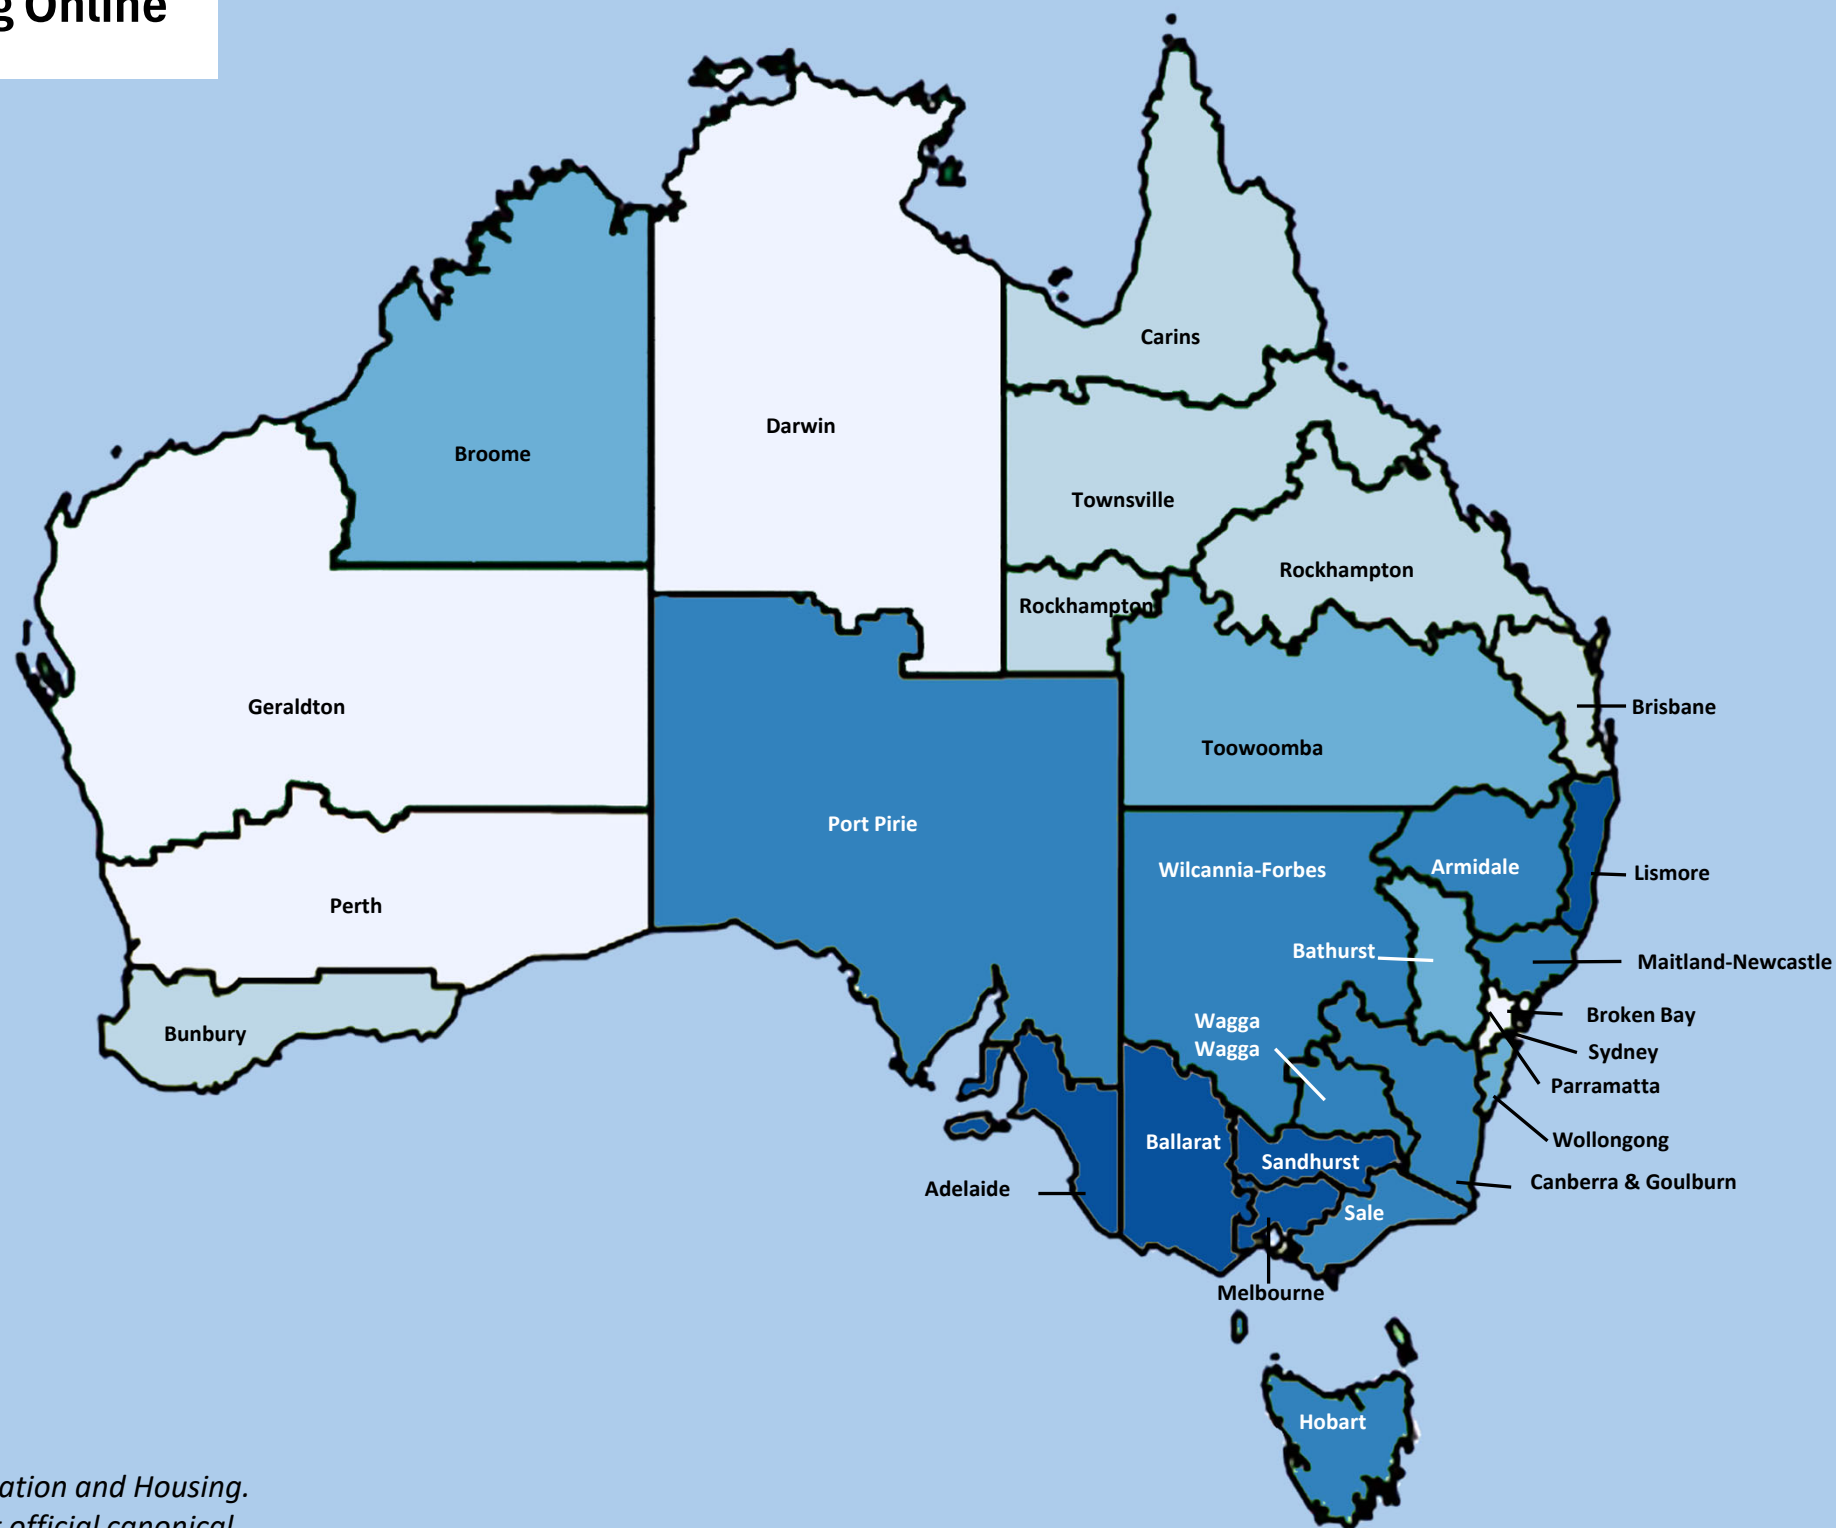 g Online
Carins
Darwin
Broome
Townsville
Rockhampton
Rockhampton
Geraldton
Brisbane
Toowoomba
Port Pirie
Wilcannia-Forbes
Armidale
Lismore
Perth
Bathurst
Maitland-Newcastle
Broken Bay
Wagga
Wagga
Bunbury
Sydney
Parramatta
Ballarat
Wollongong
Sandhurst
Adelaide
Canberra & Goulburn
Sale
Melbourne
Hobart
ation and Housing.
official canonical